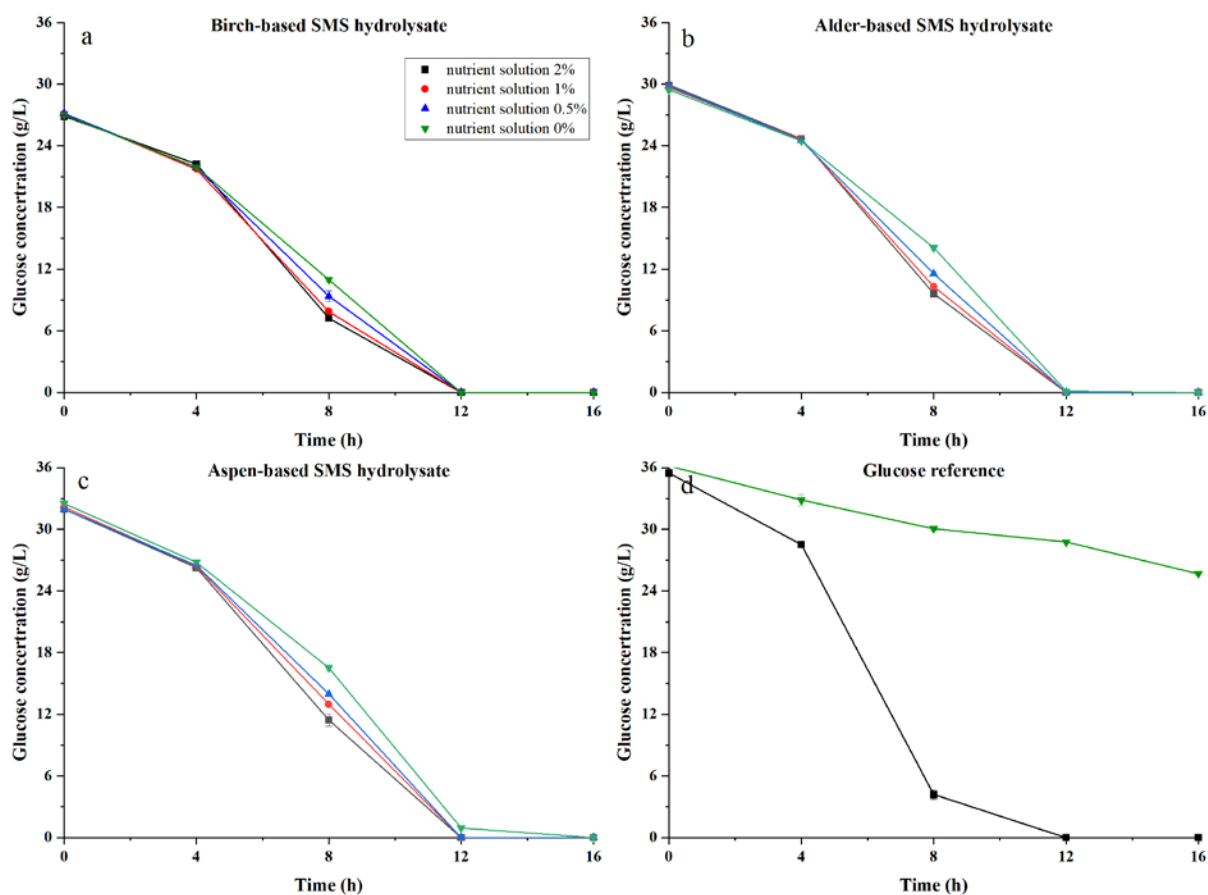 Birch-based SMS hydrolysate
a
nutrient solution 2%
nutrient solution 1%
nutrient solution 0.5%
nutrient solution 0%
Glucose concertration (g/L)
36
30
24
18
12
6
0
0 4 8 12 16
Time (h)
Alder-based SMS hydrolysate
b
Glucose concertration (g/L)
36
30
24
18
12
6
0
0 4 8 12 16
Time (h)
Aspen-based SMS hydrolysate
c
Glucose concertration (g/L)
36
30
24
18
12
6
0
0 4 8 12 16
Time (h)
Glucose reference
d
Glucose concertration (g/L)
36
30
24
18
12
6
0
0 4 8 12 16
Time (h)